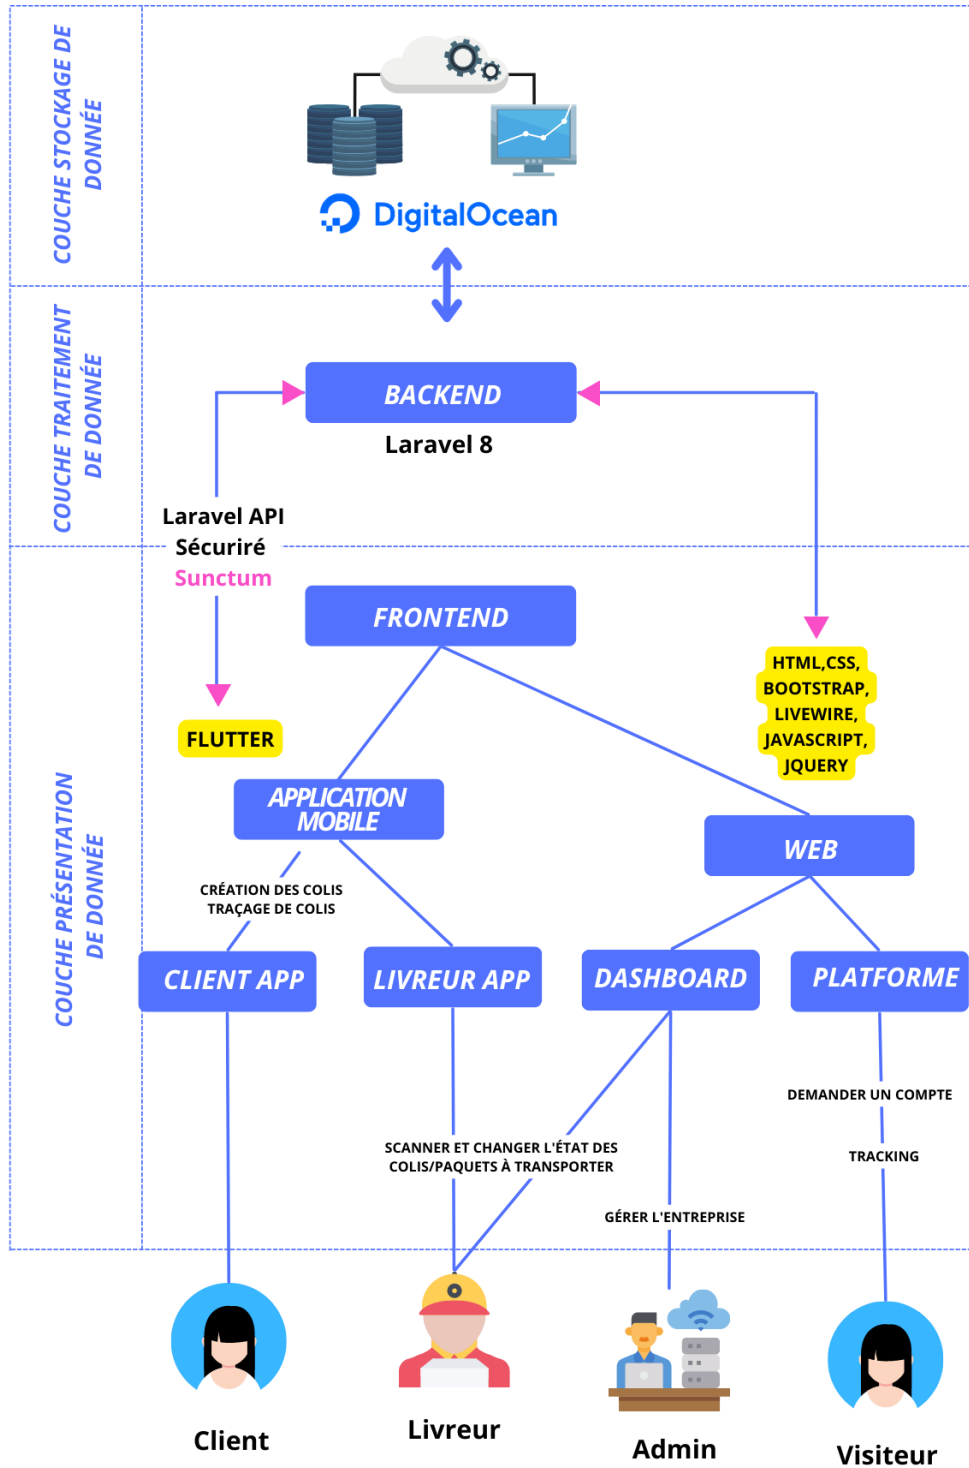 COUCHE STOCKAGE DE
DONNÉE
DigitalOcean
COUCHE TRAITEMENT
DE DONNÉE
BACKEND
Laravel 8
Laravel API
Sécuriré
Sunctum
COUCHE PRÉSENTATION
DE DONNÉE
FRONTEND
FLUTTER
HTML,CSS,
BOOTSTRAP,
LIVEWIRE,
JAVASCRIPT,
JQUERY
APPLICATION
MOBILE
WEB
CRÉATION DES COLIS
TRAÇAGE DE COLIS
CLIENT APP
LIVREUR APP
DASHBOARD
PLATFORME
DEMANDER UN COMPTE
SCANNER ET CHANGER L'ÉTAT DES
COLIS/PAQUETS À TRANSPORTER
TRACKING
GÉRER L'ENTREPRISE
Client
Livreur
Admin
Visiteur